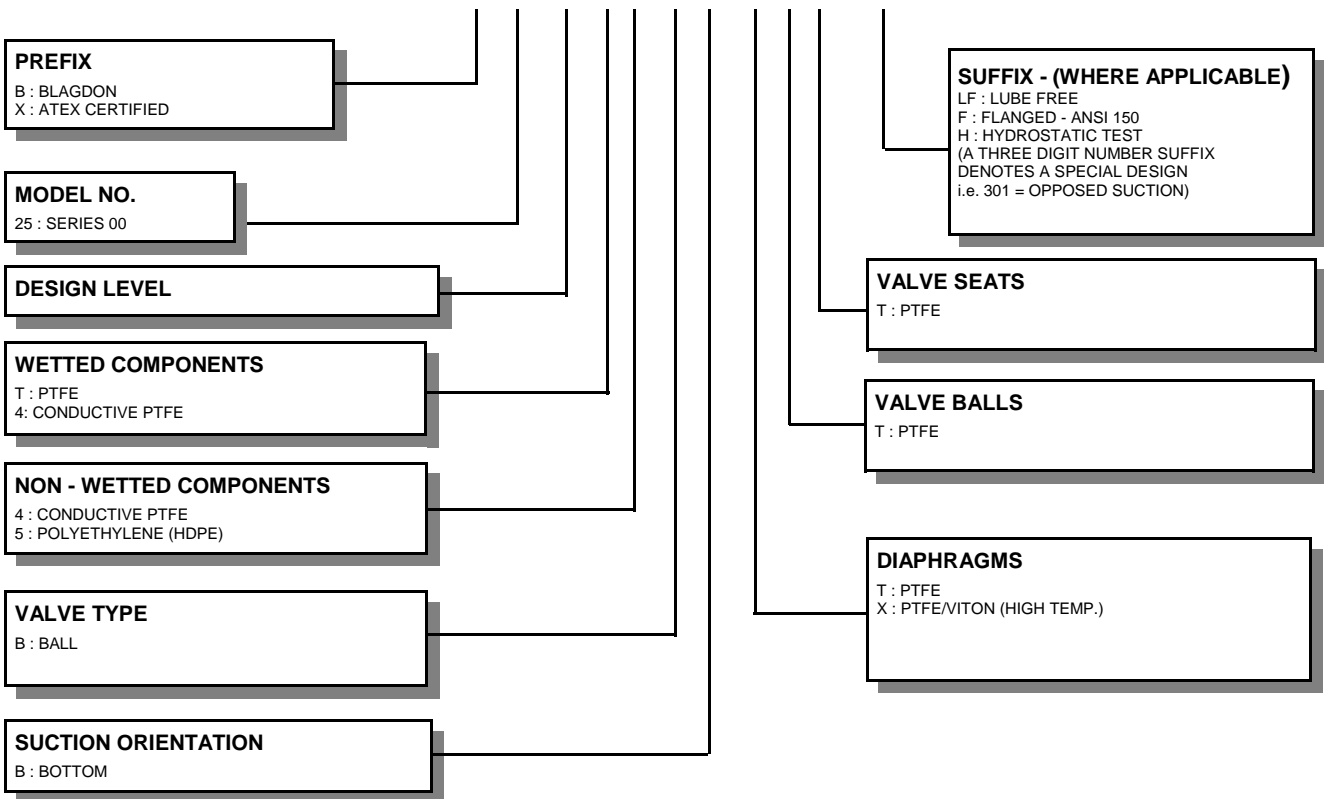 PREFIX
B : BLAGDON
X : ATEX CERTIFIED
MODEL NO.
25 : SERIES 00
DESIGN LEVEL
WETTED COMPONENTS
T : PTFE
4: CONDUCTIVE PTFE
NON - WETTED COMPONENTS
4 : CONDUCTIVE PTFE
5 : POLYETHYLENE (HDPE)
VALVE TYPE
B : BALL
SUCTION ORIENTATION
B : BOTTOM
SUFFIX - (WHERE APPLICABLE)
LF : LUBE FREE
F : FLANGED - ANSI 150
H : HYDROSTATIC TEST
(A THREE DIGIT NUMBER SUFFIX
DENOTES A SPECIAL DESIGN
i.e. 301 = OPPOSED SUCTION)
VALVE SEATS
T : PTFE
VALVE BALLS
T : PTFE
DIAPHRAGMS
T : PTFE
X : PTFE/VITON (HIGH TEMP.)